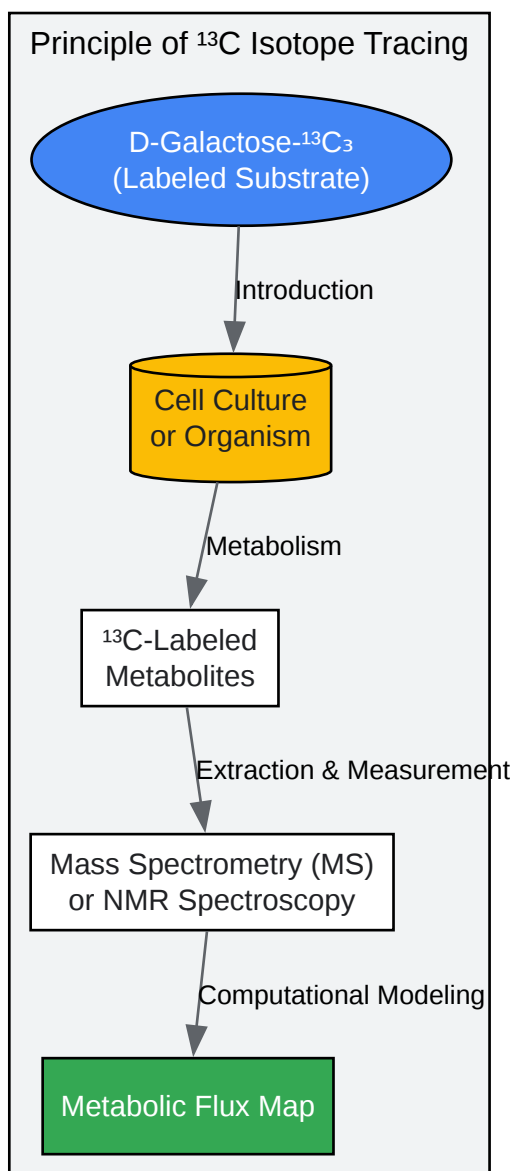 Principle of ¹³C Isotope Tracing
D-Galactose-¹³C₃
(Labeled Substrate)
Introduction
Cell Culture
or Organism
Metabolism
¹³C-Labeled
Metabolites
Extraction & Measurement
Mass Spectrometry (MS)
or NMR Spectroscopy
Computational Modeling
Metabolic Flux Map